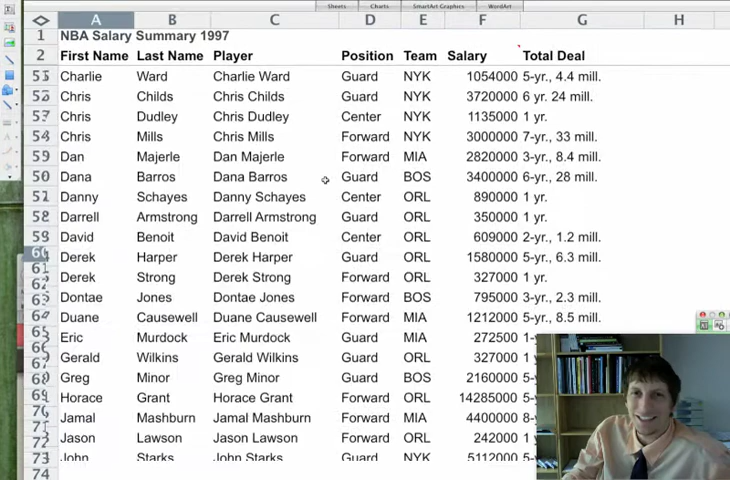 Sheets Charts SmartArt Graphics WordArt
A B C D E F G H
1 NBA Salary Summary 1997
2 First Name Last Name Player Position Team Salary Total Deal
Charlie Ward Charlie Ward Guard NYK 1054000 5-yr., 4.4 mill.
Chris Childs Chris Childs Guard NYK 3720000 6 yr. 24 mill.
Chris Dudley Chris Dudley Center NYK 1135000 1 yr.
Chris Mills Chris Mills Forward NYK 3000000 7-yr., 33 mill.
Dan Majerle Dan Majerle Forward MIA 2820000 3-yr., 8.4 mill.
Dana Barros Dana Barros Guard BOS 3400000 6-yr., 28 mill.
Danny Schayes Danny Schayes Center ORL 890000 1 yr.
Darrell Armstrong Darrell Armstrong Guard ORL 350000 1 yr.
David Benoit David Benoit Center ORL 609000 2-yr., 1.2 mill.
Derek Harper Derek Harper Guard ORL 1580000 5-yr., 6.3 mill.
Derek Strong Derek Strong Forward ORL 327000 1 yr.
Dontae Jones Dontae Jones Forward BOS 795000 3-yr., 2.3 mill.
Duane Causewell Duane Causewell Forward MIA 1212000 5-yr., 8.5 mill.
Eric Murdock Eric Murdock Guard MIA 272500 1-
Gerald Wilkins Gerald Wilkins Guard ORL 327000 1
Greg Minor Greg Minor Guard BOS 2160000 5-
Horace Grant Horace Grant Forward ORL 14285000 5-
Jamal Mashburn Jamal Mashburn Forward MIA 4400000 8-
Jason Lawson Jason Lawson Forward ORL 242000 1
73 John Starks John Starks Guard NYK 5112000 5-
74